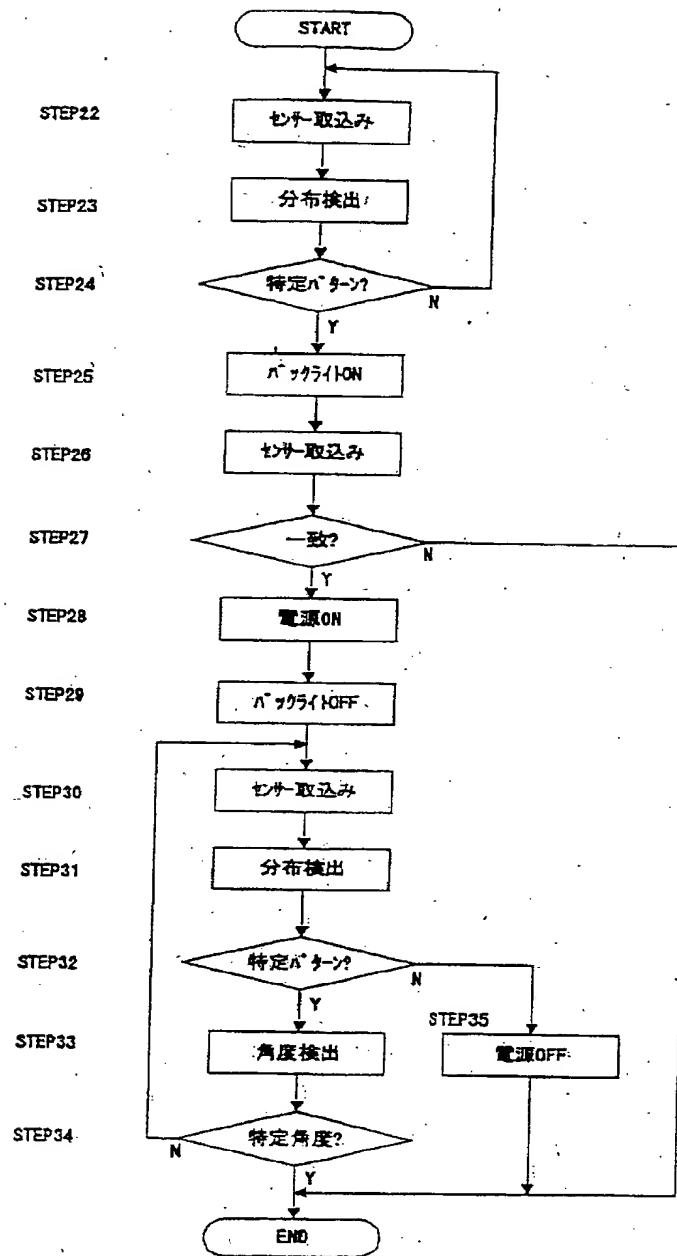 START
STEP22
センサー取込み
STEP23
分布検出
STEP24
特定パターン?
N
Y
STEP25
バックライトON
STEP26
センサー取込み
STEP27
一致?
N
Y
STEP28
電源ON
STEP29
バックライトOFF
STEP30
センサー取込み
STEP31
分布検出
STEP32
特定パターン?
N
Y
STEP33
角度検出
STEP35
電源OFF
STEP34
特定角度?
N
Y
END